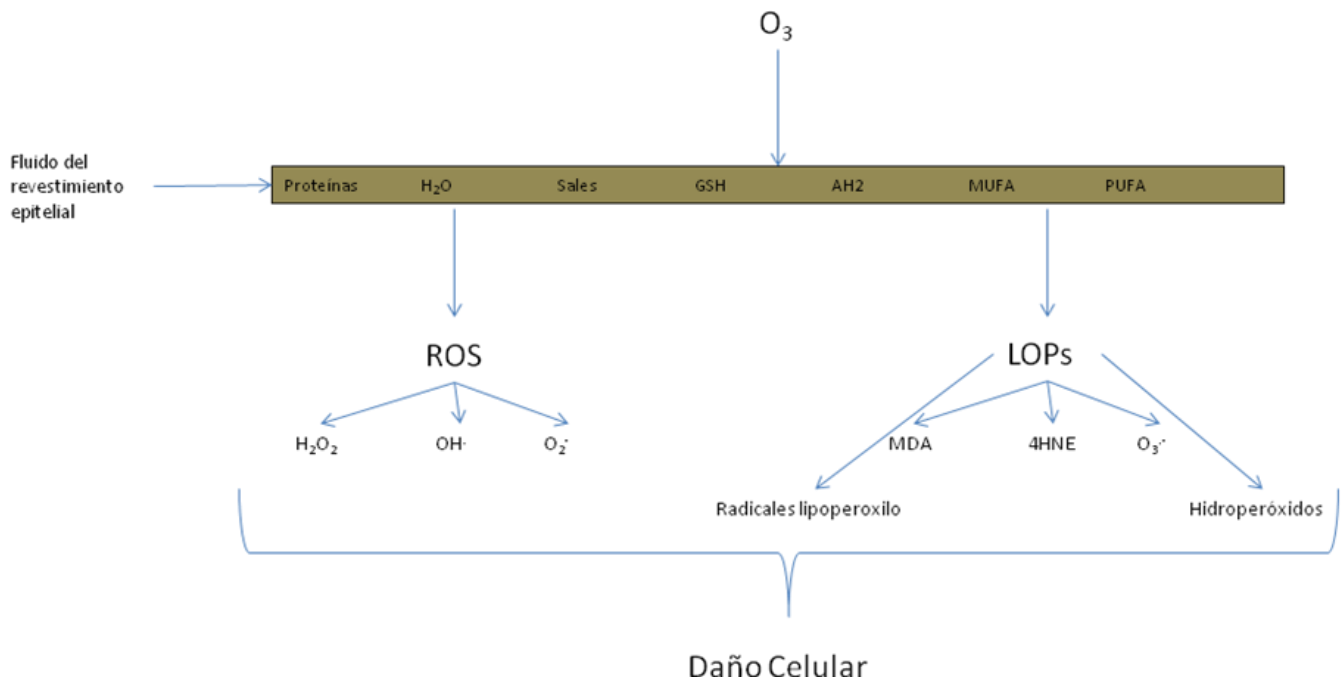 O₃
Fluido del
revestimiento
epitelial
Proteínas H₂O Sales GSH AH2 MUFA PUFA
ROS LOPs
H₂O₂ OH· O₂·⁻ MDA 4HNE O₃·⁻
Radicales lipoperoxilo Hidroperóxidos
Daño Celular